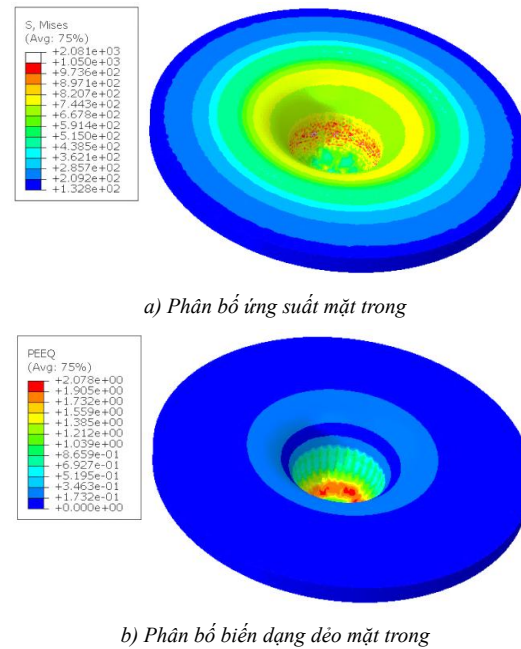 S, Mises
(Avg: 75%)
+2.081e+03
+1.050e+03
+9.736e+02
+8.971e+02
+8.207e+02
+7.443e+02
+6.678e+02
+5.914e+02
+5.150e+02
+4.385e+02
+3.621e+02
+2.857e+02
+2.092e+02
+1.328e+02
a) Phân bố ứng suất mặt trong
PEEQ
(Avg: 75%)
+2.078e+00
+1.905e+00
+1.732e+00
+1.559e+00
+1.385e+00
+1.212e+00
+1.039e+00
+8.659e-01
+6.927e-01
+5.195e-01
+3.463e-01
+1.732e-01
+0.000e+00
b) Phân bố biến dạng dẻo mặt trong